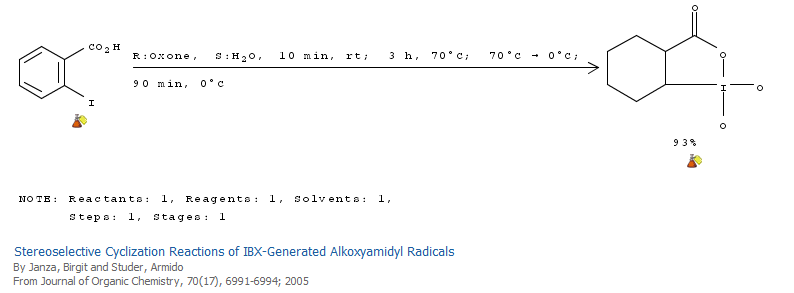 CO2H
I
R:Oxone, S:H2O, 10 min, rt; 3 h, 70°C; 70°C → 0°C;
90 min, 0°C
O
O
I
O
O
93%
NOTE: Reactants: 1, Reagents: 1, Solvents: 1,
Steps: 1, Stages: 1
Stereoselective Cyclization Reactions of IBX-Generated Alkoxyamidyl Radicals
By Janza, Birgit and Studer, Armido
From Journal of Organic Chemistry, 70(17), 6991-6994; 2005